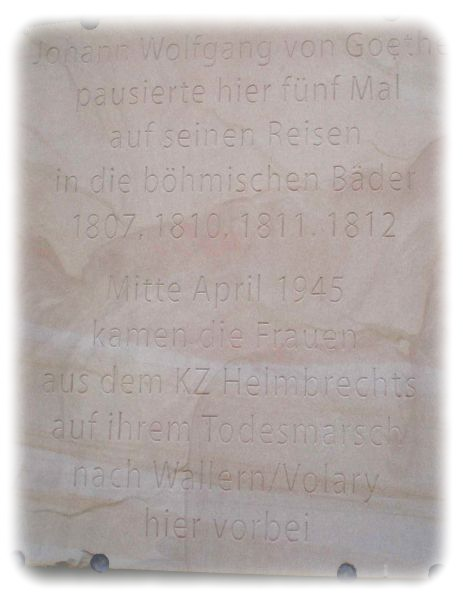 Johann Wolfgang von Goethe
pausierte hier fünf Mal
auf seinen Reisen
in die böhmischen Bäder
1807, 1810, 1811, 1812
Mitte April 1945
kamen die Frauen
aus dem KZ Helmbrechts
auf ihrem Todesmarsch
nach Wallern/Volary
hier vorbei